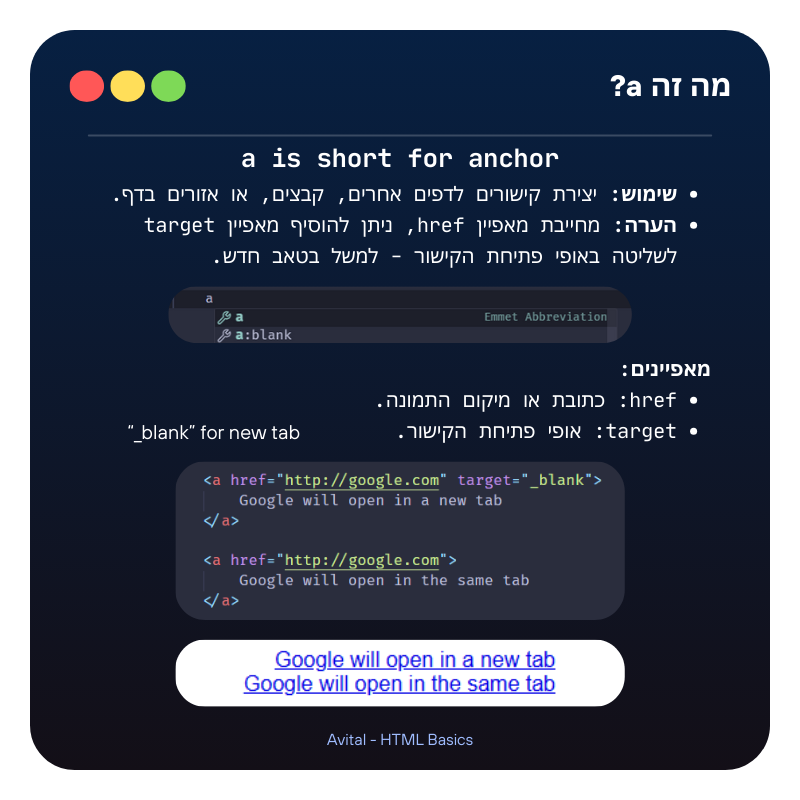 מה זה a?
a is short for anchor
• שימוש: יצירת קישורים לדפים אחרים, קבצים, או אזורים בדף.
• הערה: מחייבת מאפיין href, ניתן להוסיף מאפיין target
לשליטה באופי פתיחת הקישור - למשל בטאב חדש.
a
a Emmet Abbreviation
a:blank
מאפיינים:
• href: כתובת או מיקום התמונה.
• target: אופי פתיחת הקישור.
“_blank” for new tab
<a href="http://google.com" target="_blank">
Google will open in a new tab
</a>
<a href="http://google.com">
Google will open in the same tab
</a>
Google will open in a new tab
Google will open in the same tab
Avital - HTML Basics